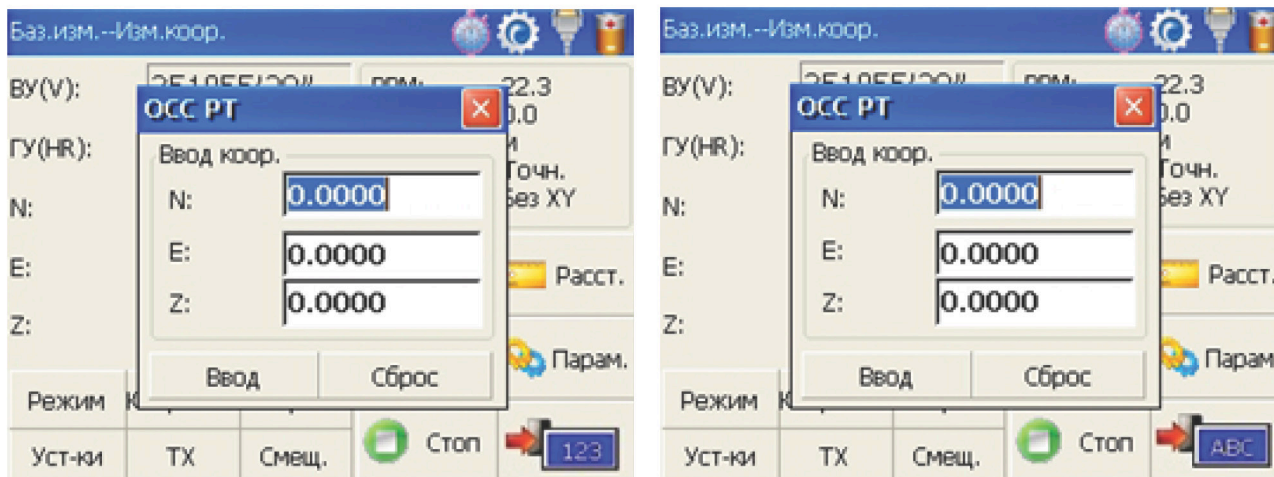 Баз.изм.--Изм.коор.
ВУ(V):
22.3
OCC PT
0.0
ГУ(HR):
Ввод коор.
м
Точн.
N:
N: 0.0000
Без XY
E:
E: 0.0000
Расст.
Z:
Z: 0.0000
Парам.
Ввод Сброс
Режим
Уст-ки ТХ Смещ. Стоп 123
Баз.изм.--Изм.коор.
ВУ(V):
22.3
OCC PT
0.0
ГУ(HR):
Ввод коор.
м
Точн.
N:
N: 0.0000
Без XY
E:
E: 0.0000
Расст.
Z:
Z: 0.0000
Парам
Ввод Сброс
Режим
Уст-ки ТХ Смещ. Стоп ABC